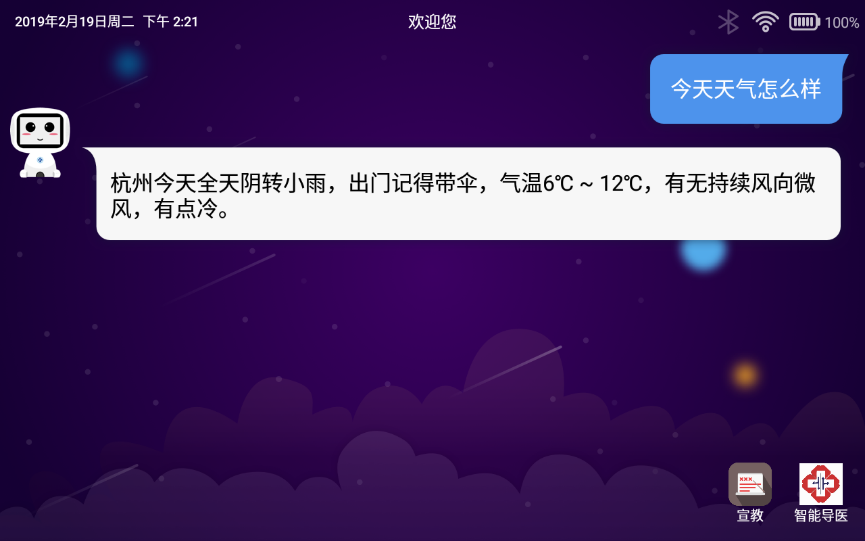 2019年2月19日周二 下午 2:21
欢迎您
100%
今天天气怎么样
杭州今天全天阴转小雨，出门记得带伞，气温6℃ ~ 12℃，有无持续风向微
风，有点冷。
xxx
宣教
智能导医